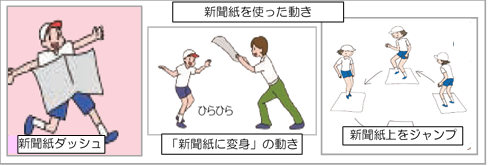 新聞紙を使った動き
新聞紙ダッシュ
ひらひら
「新聞紙に変身」の動き
新聞紙上をジャンプ